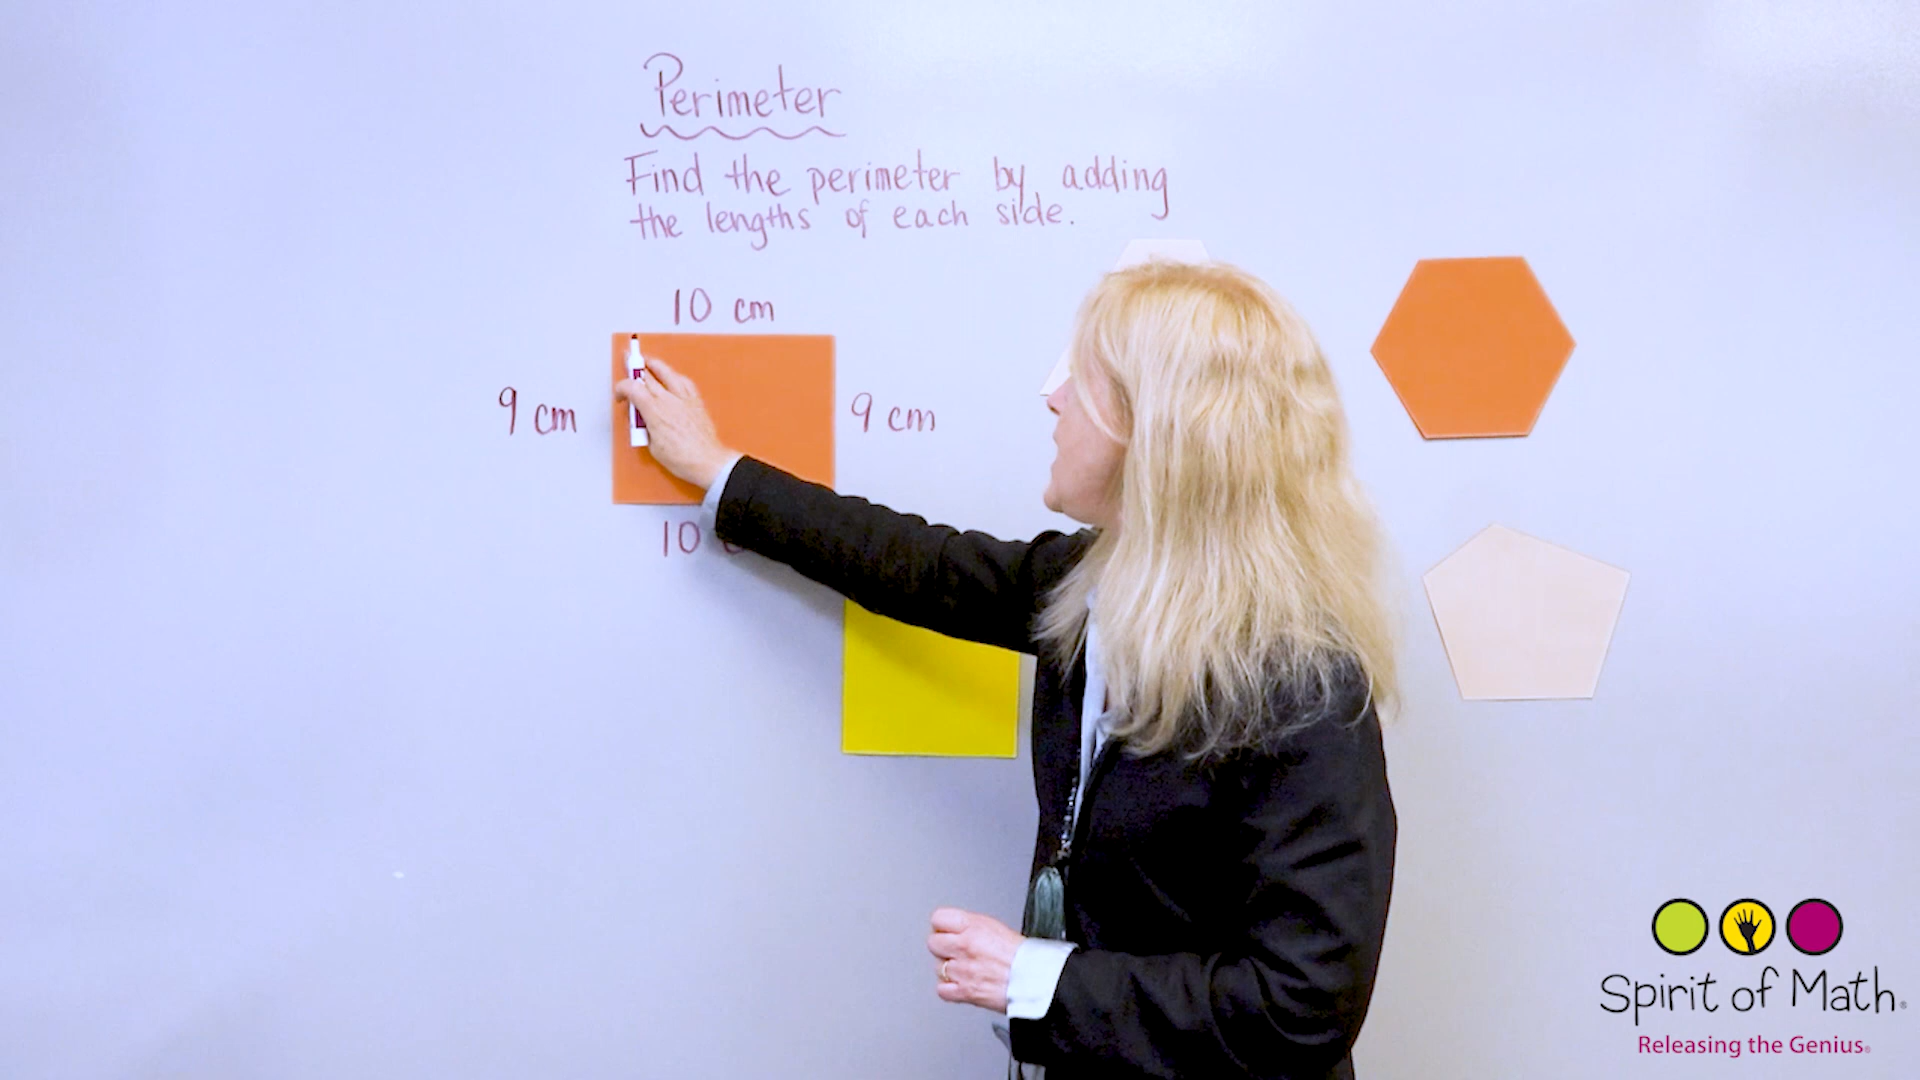 Perimeter
Find the perimeter by adding
the lengths of each side.
10 cm
9 cm
9 cm
10
Spirit of Math®
Releasing the Genius®